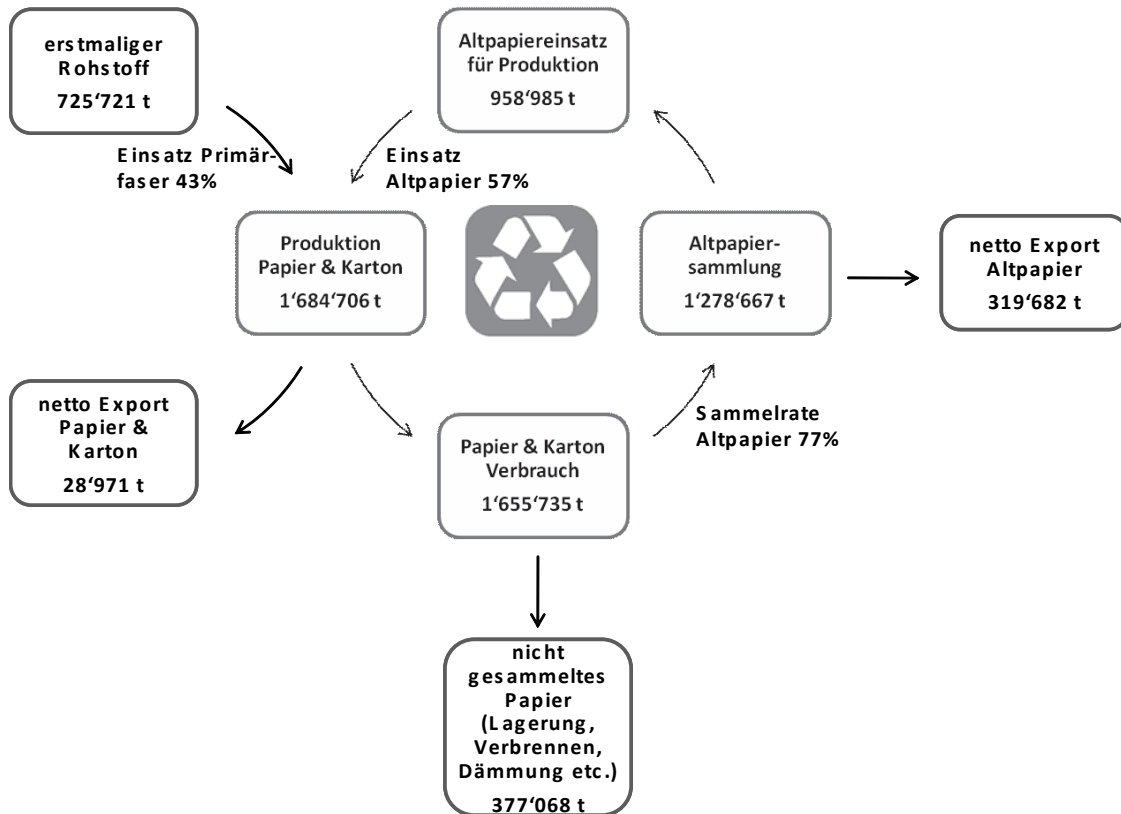 erstmaliger
Rohstoff
725‘721 t
Altpapiereinsatz
für Produktion
958‘985 t
Einsatz Primär-
faser 43%
Einsatz
Altpapier 57%
Produktion
Papier & Karton
1‘684‘706 t
Altpapier-
sammlung
1‘278‘667 t
netto Export
Altpapier
319‘682 t
netto Export
Papier &
Karton
28‘971 t
Papier & Karton
Verbrauch
1‘655‘735 t
Sammelrate
Altpapier 77%
nicht
gesammeltes
Papier
(Lagerung,
Verbrennen,
Dämmung etc.)
377‘068 t